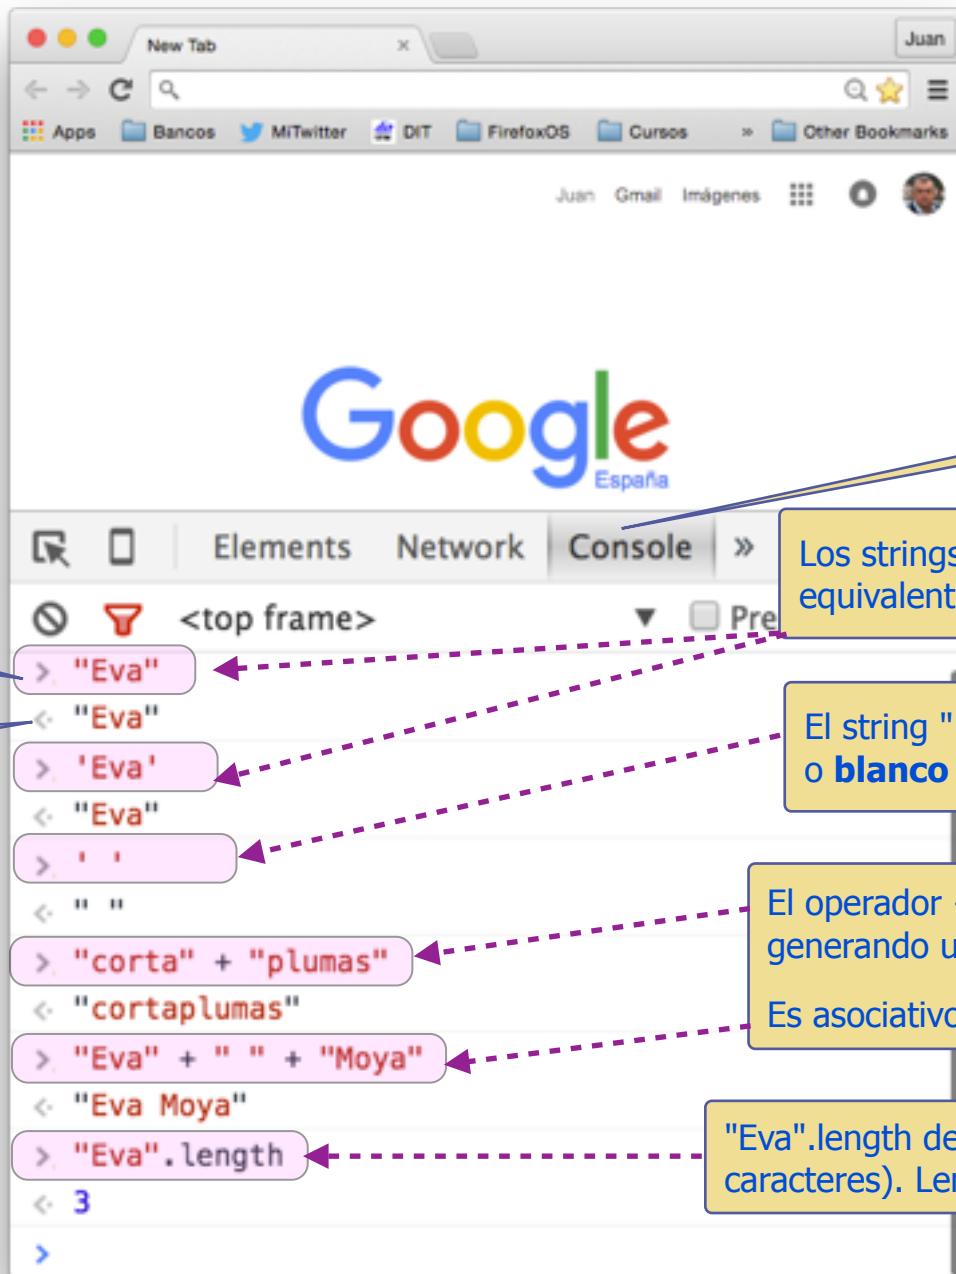 New Tab
Juan
Apps Bancos MiTwitter DIT FirefoxOS Cursos » Other Bookmarks
Juan Gmail Imágenes
Google
España
Elements Network Console »
<top frame> ▼ Pre
> "Eva"
<· "Eva"
> 'Eva'
<· "Eva"
> ' '
<· " "
> "corta" + "plumas"
<· "cortaplumas"
> "Eva" + " " + "Moya"
<· "Eva Moya"
> "Eva".length
<· 3
>
Los strings
equivalent
El string "
o blanco
El operador
generando u
Es asociativo
"Eva".length de
caracteres). Ler